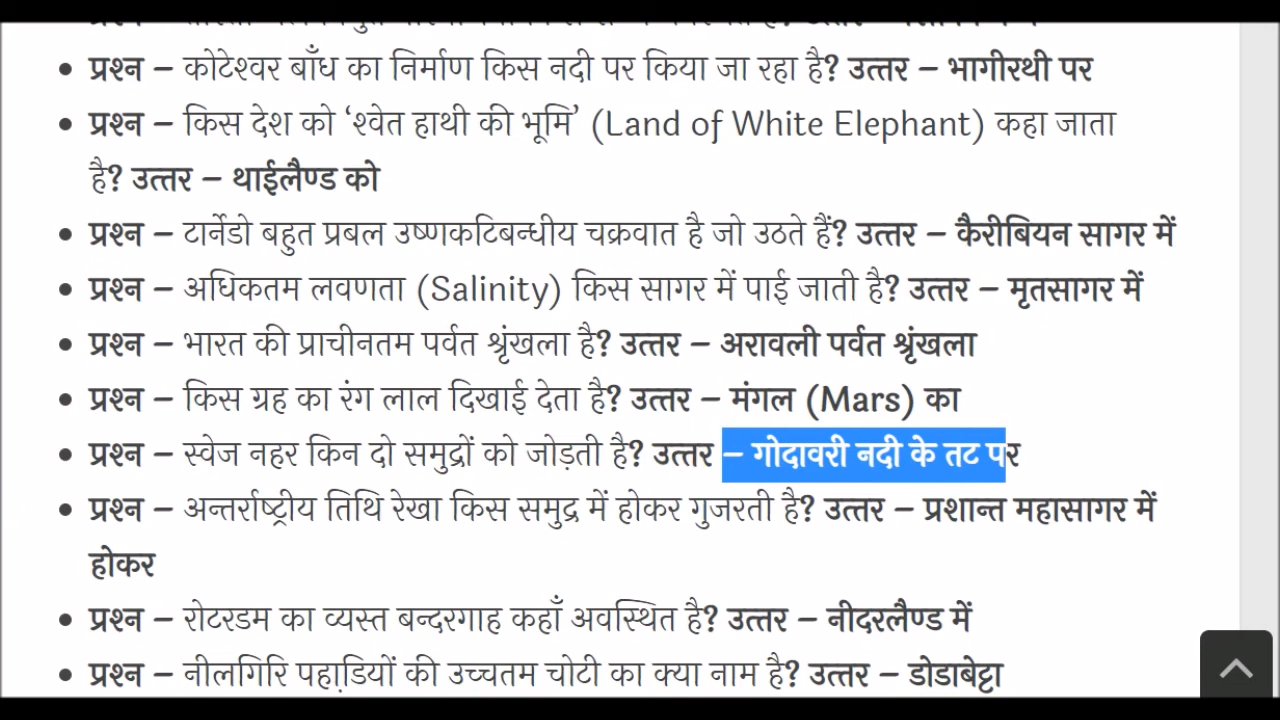 प्रश्न – कोटेश्वर बाँध का निर्माण किस नदी पर किया जा रहा है? उत्तर – भागीरथी पर
प्रश्न – किस देश को ‘श्वेत हाथी की भूमि’ (Land of White Elephant) कहा जाता
है? उत्तर – थाईलैण्ड को
प्रश्न – टार्नेडो बहुत प्रबल उष्णकटिबन्धीय चक्रवात है जो उठते हैं? उत्तर – कैरीबियन सागर में
प्रश्न – अधिकतम लवणता (Salinity) किस सागर में पाई जाती है? उत्तर – मृतसागर में
प्रश्न – भारत की प्राचीनतम पर्वत श्रृंखला है? उत्तर – अरावली पर्वत श्रृंखला
प्रश्न – किस ग्रह का रंग लाल दिखाई देता है? उत्तर – मंगल (Mars) का
प्रश्न – स्वेज नहर किन दो समुद्रों को जोड़ती है? उत्तर – गोदावरी नदी के तट पर
प्रश्न – अन्तर्राष्ट्रीय तिथि रेखा किस समुद्र में होकर गुजरती है? उत्तर – प्रशान्त महासागर में
होकर
प्रश्न – रोटरडम का व्यस्त बन्दरगाह कहाँ अवस्थित है? उत्तर – नीदरलैण्ड में
प्रश्न – नीलगिरि पहाडि़यों की उच्चतम चोटी का क्या नाम है? उत्तर – डोडाबेट्टा